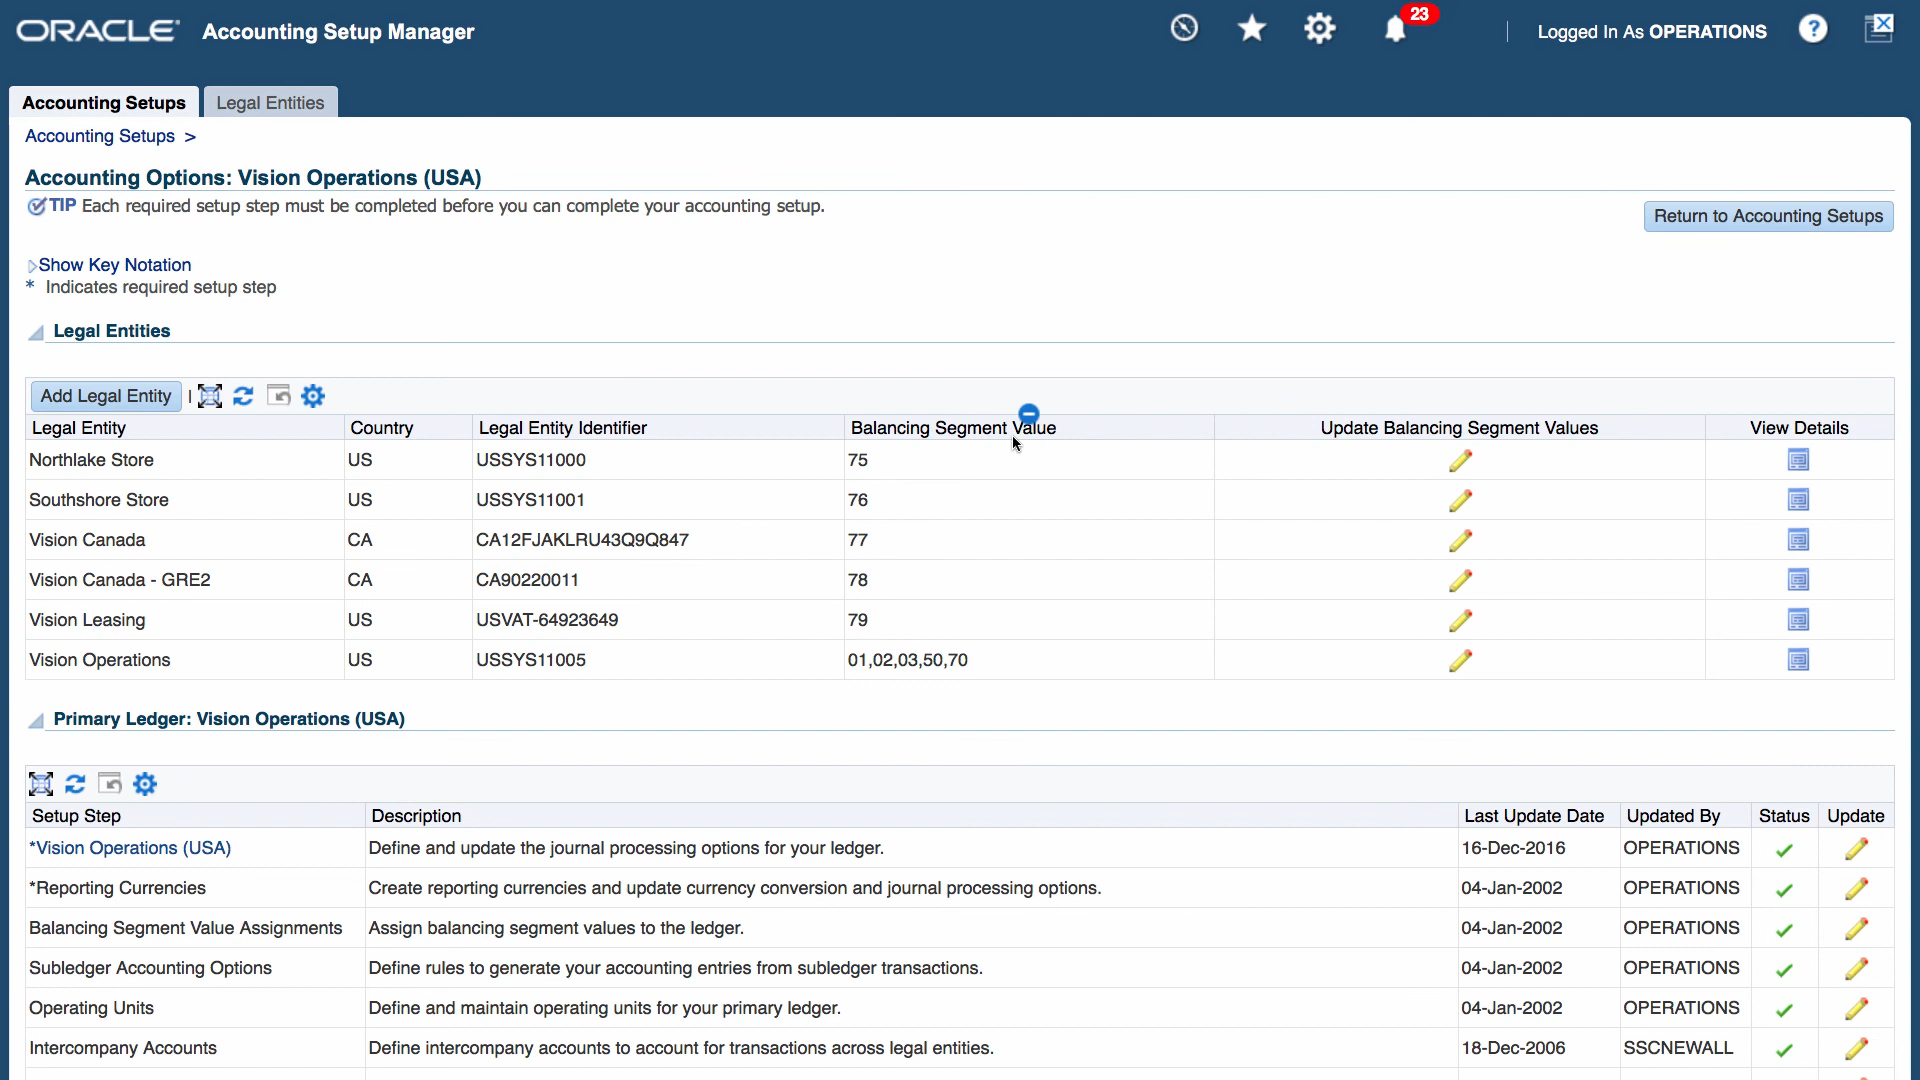 ORACLE Accounting Setup Manager 23 Logged In As OPERATIONS ?
Accounting Setups Legal Entities
Accounting Setups >
Accounting Options: Vision Operations (USA)
TIP Each required setup step must be completed before you can complete your accounting setup.
Return to Accounting Setups
Show Key Notation
* Indicates required setup step
Legal Entities
Add Legal Entity
Legal Entity Country Legal Entity Identifier Balancing Segment Value Update Balancing Segment Values View Details
Northlake Store US USSYS11000 75
Southshore Store US USSYS11001 76
Vision Canada CA CA12FJAKLRU43Q9Q847 77
Vision Canada - GRE2 CA CA90220011 78
Vision Leasing US USVAT-64923649 79
Vision Operations US USSYS11005 01,02,03,50,70
Primary Ledger: Vision Operations (USA)
Setup Step Description Last Update Date Updated By Status Update
*Vision Operations (USA) Define and update the journal processing options for your ledger. 16-Dec-2016 OPERATIONS
*Reporting Currencies Create reporting currencies and update currency conversion and journal processing options. 04-Jan-2002 OPERATIONS
Balancing Segment Value Assignments Assign balancing segment values to the ledger. 04-Jan-2002 OPERATIONS
Subledger Accounting Options Define rules to generate your accounting entries from subledger transactions. 04-Jan-2002 OPERATIONS
Operating Units Define and maintain operating units for your primary ledger. 04-Jan-2002 OPERATIONS
Intercompany Accounts Define intercompany accounts to account for transactions across legal entities. 18-Dec-2006 SSCNEWALL